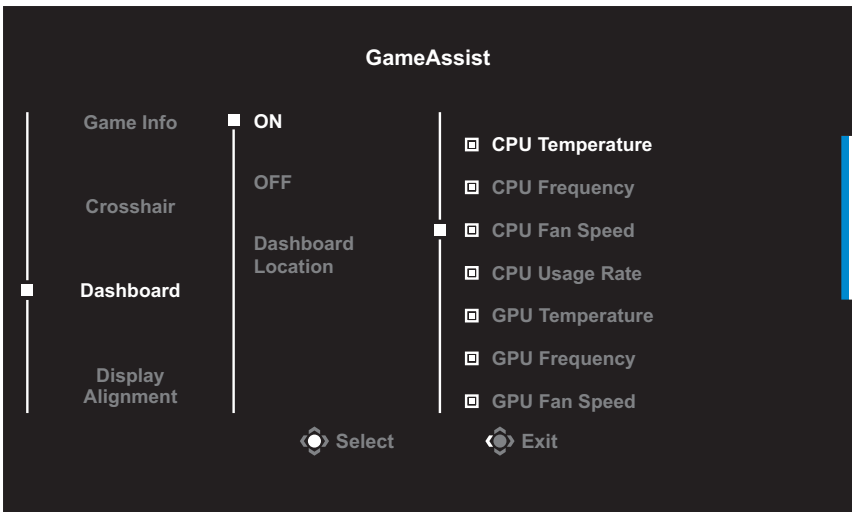 GameAssist
Game Info
Crosshair
Dashboard
Display
Alignment
ON
OFF
Dashboard
Location
CPU Temperature
CPU Frequency
CPU Fan Speed
CPU Usage Rate
GPU Temperature
GPU Frequency
GPU Fan Speed
Select
Exit